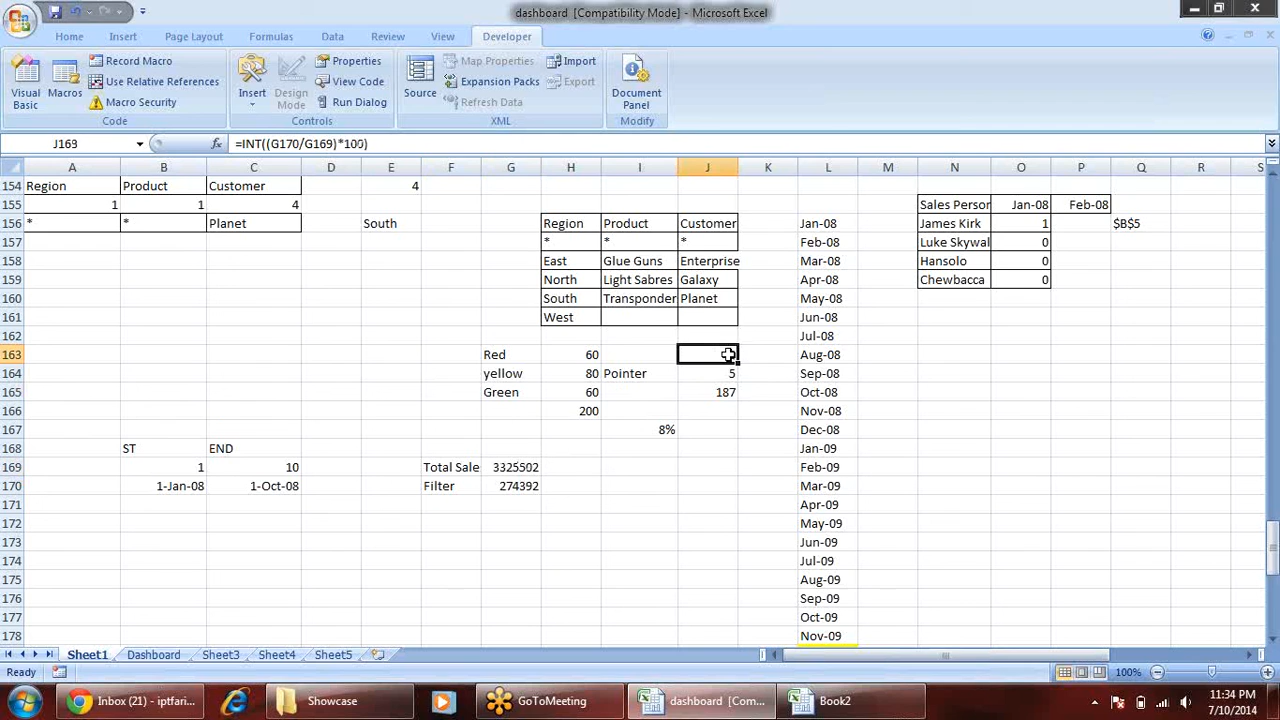 dashboard [Compatibility Mode] - Microsoft Excel
Home Insert Page Layout Formulas Data Review View Developer
Visual Basic Macros Record Macro Use Relative References Macro Security Insert Design Mode Properties View Code Run Dialog Source Map Properties Expansion Packs Refresh Data Import Export Document Panel
Code Controls XML Modify
J163 fx =INT((G170/G169)*100)
A B C D E F G H I J K L M N O P Q R S
154 Region Product Customer 4
155 1 1 4 Sales Person Jan-08 Feb-08
156 * * Planet South Region Product Customer Jan-08 James Kirk 1 $B$5
157 * * * Feb-08 Luke Skywal 0
158 East Glue Guns Enterprise Mar-08 Hansolo 0
159 North Light Sabres Galaxy Apr-08 Chewbacca 0
160 South Transponder Planet May-08
161 West Jun-08
162 Jul-08
163 Red 60 Aug-08
164 yellow 80 Pointer 5 Sep-08
165 Green 60 187 Oct-08
166 200 Nov-08
167 8% Dec-08
168 ST END Jan-09
169 1 10 Total Sale 3325502 Feb-09
170 1-Jan-08 1-Oct-08 Filter 274392 Mar-09
171 Apr-09
172 May-09
173 Jun-09
174 Jul-09
175 Aug-09
176 Sep-09
177 Oct-09
178 Nov-09
Sheet1 Dashboard Sheet3 Sheet4 Sheet5
Ready 100%
Inbox (21) - iptfari... Showcase GoToMeeting dashboard [Com... Book2 11:34 PM
7/10/2014